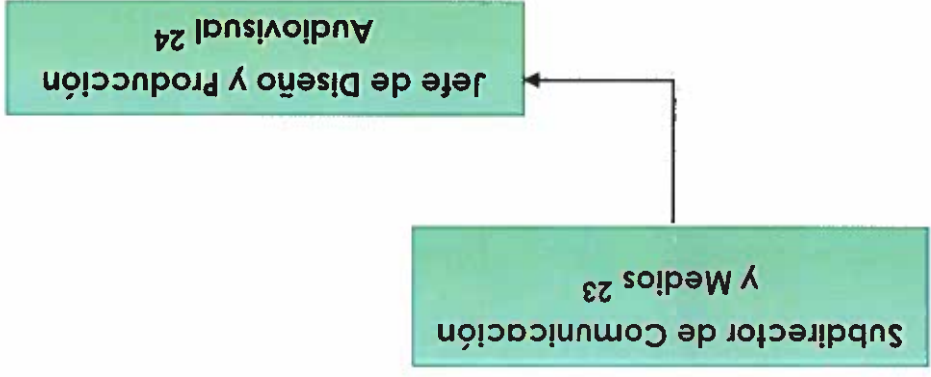 Subdirector de Comunicación
y Medios 23
Jefe de Diseño y Producción
Audiovisual 24